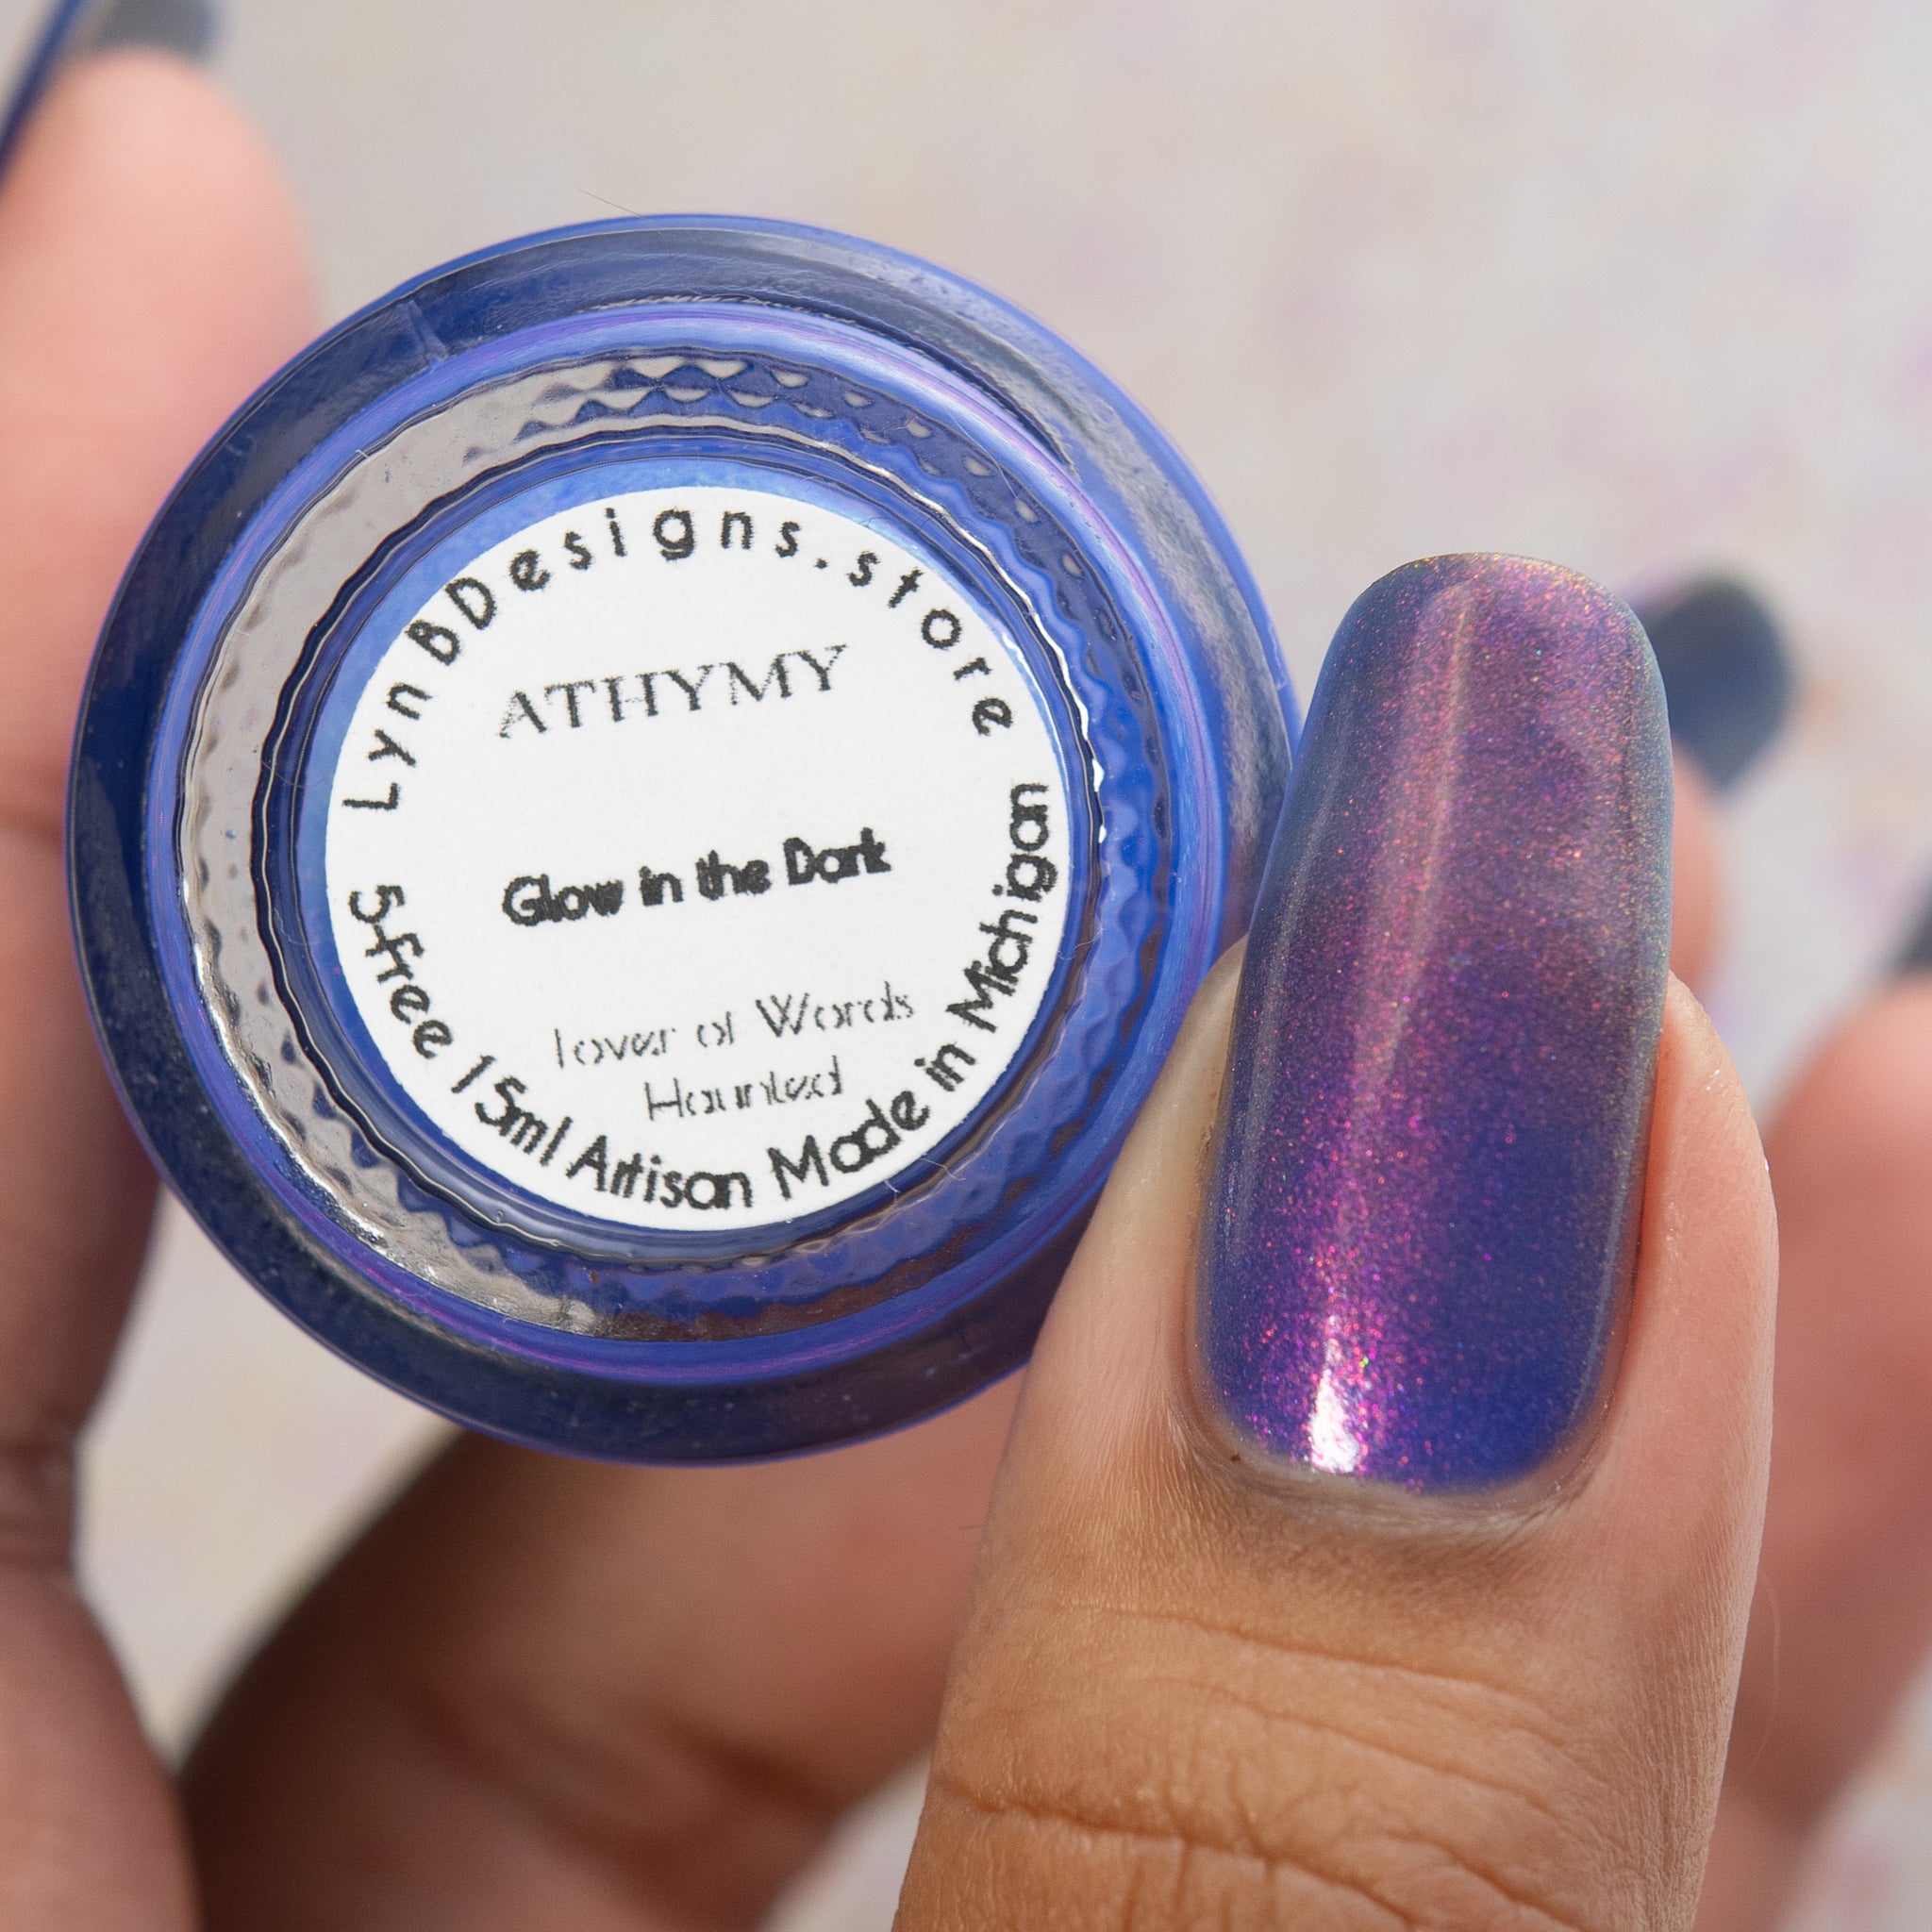 LynBDesigns.store
ATHYMY
Glow in the Dark
Lover of Words
Haunted
5-free 15ml Artisan Made in Michigan